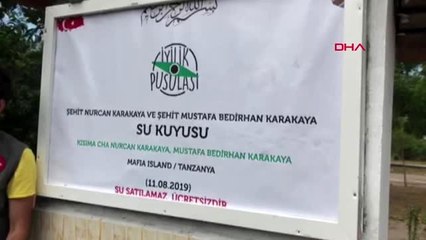 DHA
İYİLİK
PUSULASI
ŞEHİT NURCAN KARAKAYA VE ŞEHİT MUSTAFA BEDİRHAN KARAKAYA
SU KUYUSU
KISIMA CHA NURCAN KARAKAYA, MUSTAFA BEDİRHAN KARAKAYA
MAFIA ISLAND / TANZANYA
(11.08.2019)
SU SATILAMAZ, ÜCRETSİZDİR